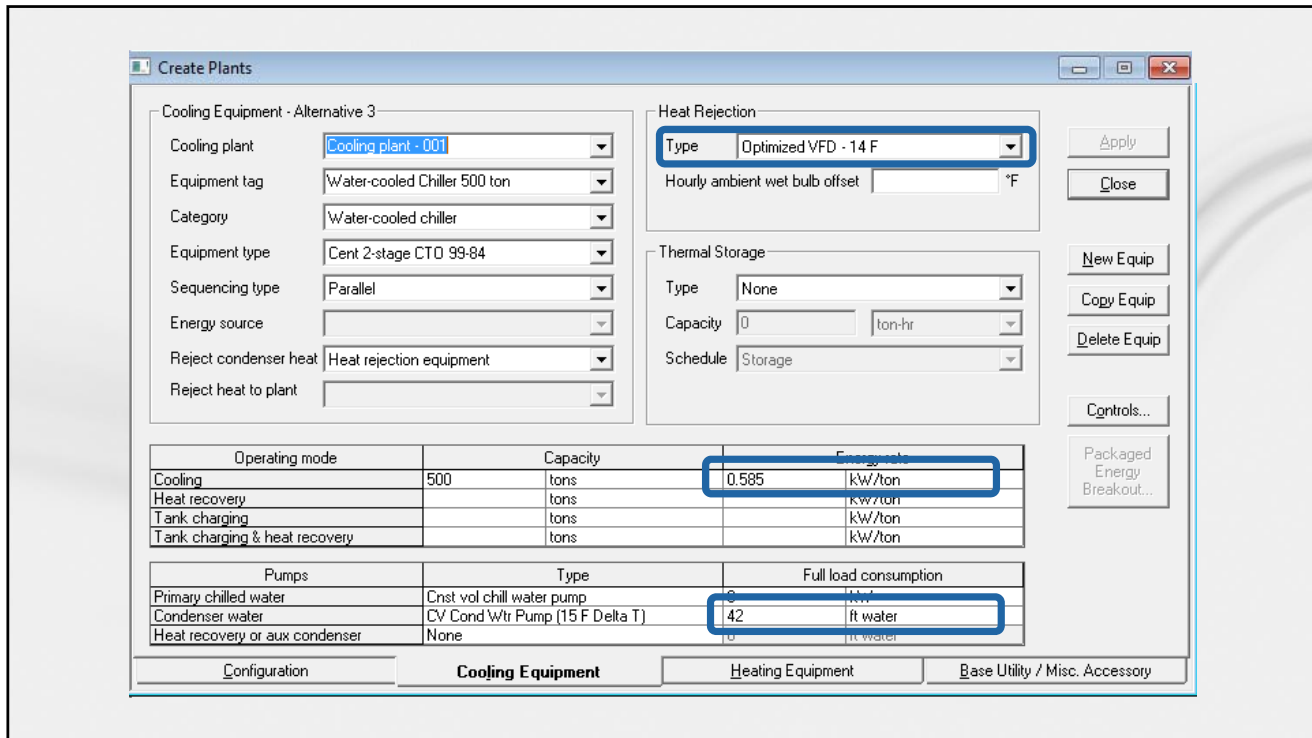 Create Plants
Cooling Equipment - Alternative 3
Cooling plant Cooling plant - 001
Equipment tag Water-cooled Chiller 500 ton
Category Water-cooled chiller
Equipment type Cent 2-stage CTO 99-84
Sequencing type Parallel
Energy source
Reject condenser heat Heat rejection equipment
Reject heat to plant
Heat Rejection
Type Optimized VFD - 14 F
Hourly ambient wet bulb offset °F
Thermal Storage
Type None
Capacity 0 ton-hr
Schedule Storage
Apply
Close
New Equip
Copy Equip
Delete Equip
Controls...
Packaged
Energy
Breakout...
Operating mode Capacity Energy rate
Cooling 500 tons 0.585 kW/ton
Heat recovery tons kW/ton
Tank charging tons kW/ton
Tank charging & heat recovery tons kW/ton
Pumps Type Full load consumption
Primary chilled water Cnst vol chill water pump
Condenser water CV Cond Wtr Pump (15 F Delta T) 42 ft water
Heat recovery or aux condenser None ft water
Configuration Cooling Equipment Heating Equipment Base Utility / Misc. Accessory